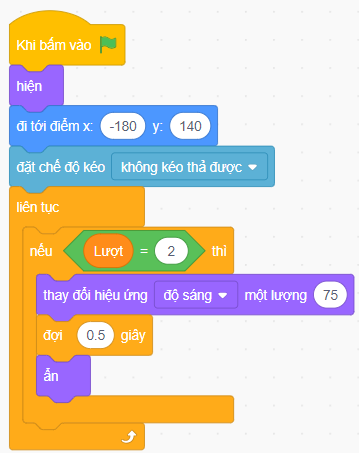 Khi bấm vào
hiện
đi tới điểm x: -180 y: 140
đặt chế độ kéo không kéo thả được
liên tục
nếu Lượt = 2 thì
thay đổi hiệu ứng độ sáng một lượng 75
đợi 0.5 giây
ẩn